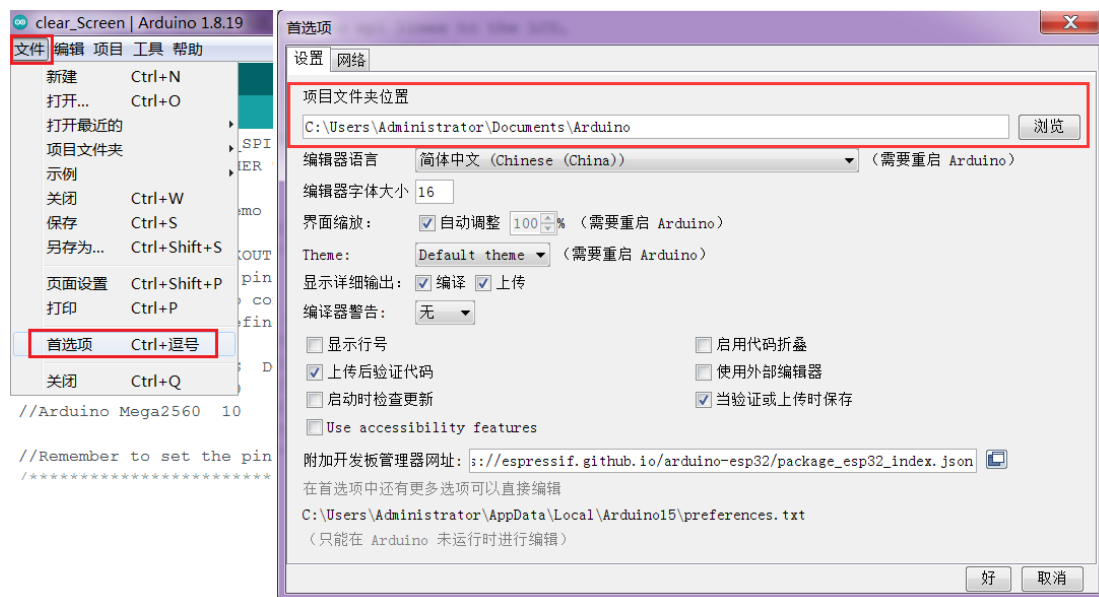 clear_Screen | Arduino 1.8.19
文件 编辑 项目 工具 帮助
新建 Ctrl+N
打开... Ctrl+O
打开最近的
项目文件夹
示例
关闭 Ctrl+W
保存 Ctrl+S
另存为... Ctrl+Shift+S
页面设置 Ctrl+Shift+P
打印 Ctrl+P
首选项 Ctrl+逗号
关闭 Ctrl+Q
_SPI
mo
OUT
pin
co
fin
D
//Arduino Mega2560 10
//Remember to set the pin
/*************************
首选项
设置 网络
项目文件夹位置
C:\Users\Administrator\Documents\Arduino 浏览
编辑器语言 简体中文 (Chinese (China)) （需要重启 Arduino）
编辑器字体大小 16
界面缩放： 自动调整 100 % （需要重启 Arduino）
Theme: Default theme （需要重启 Arduino）
显示详细输出： 编译 上传
编译器警告: 无
显示行号 启用代码折叠
上传后验证代码 使用外部编辑器
启动时检查更新 当验证或上传时保存
Use accessibility features
附加开发板管理器网址: s://espressif.github.io/arduino-esp32/package_esp32_index.json
在首选项中还有更多选项可以直接编辑
C:\Users\Administrator\AppData\Local\Arduino15\preferences.txt
（只能在 Arduino 未运行时进行编辑）
好 取消